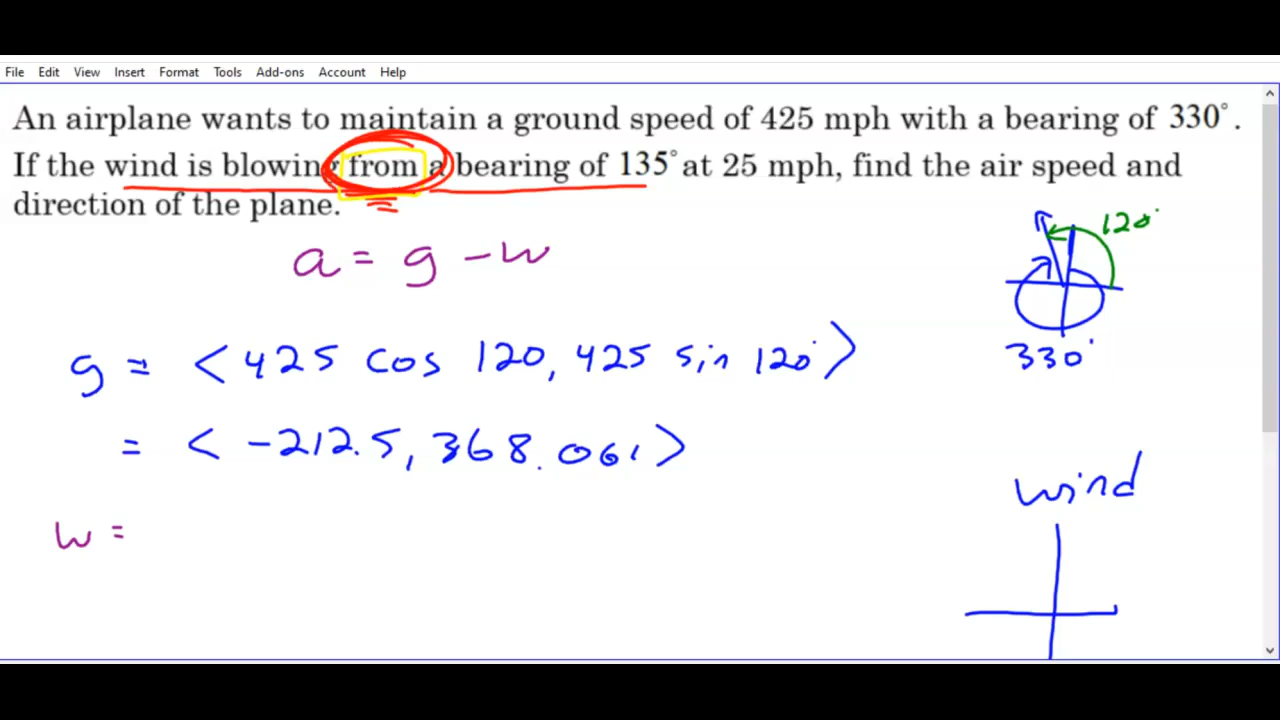 File Edit View Insert Format Tools Add-ons Account Help
An airplane wants to maintain a ground speed of 425 mph with a bearing of 330°.
If the wind is blowing from a bearing of 135° at 25 mph, find the air speed and
direction of the plane.
120°
a = g - w
g = < 425 cos 120, 425 sin 120° >
330°
= < -212.5, 368.061 >
wind
w =